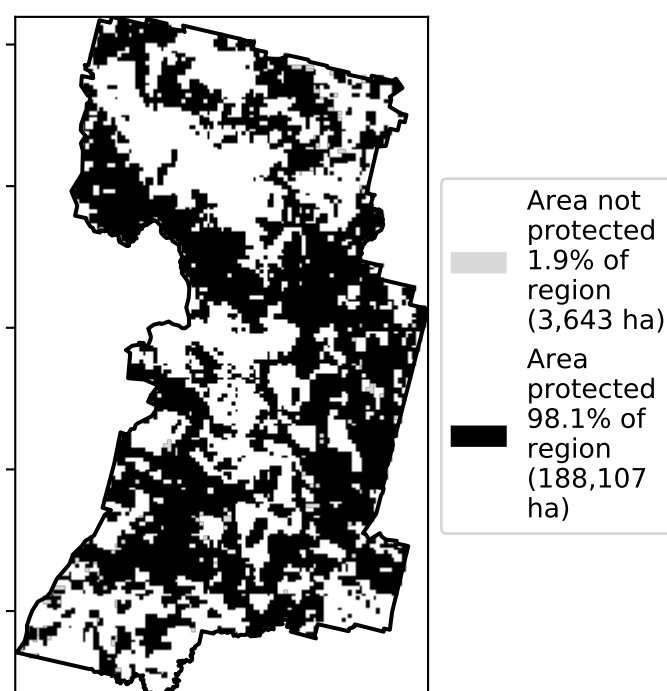 Area not
protected
1.9% of
region
(3,643 ha)
Area
protected
98.1% of
region
(188,107
ha)